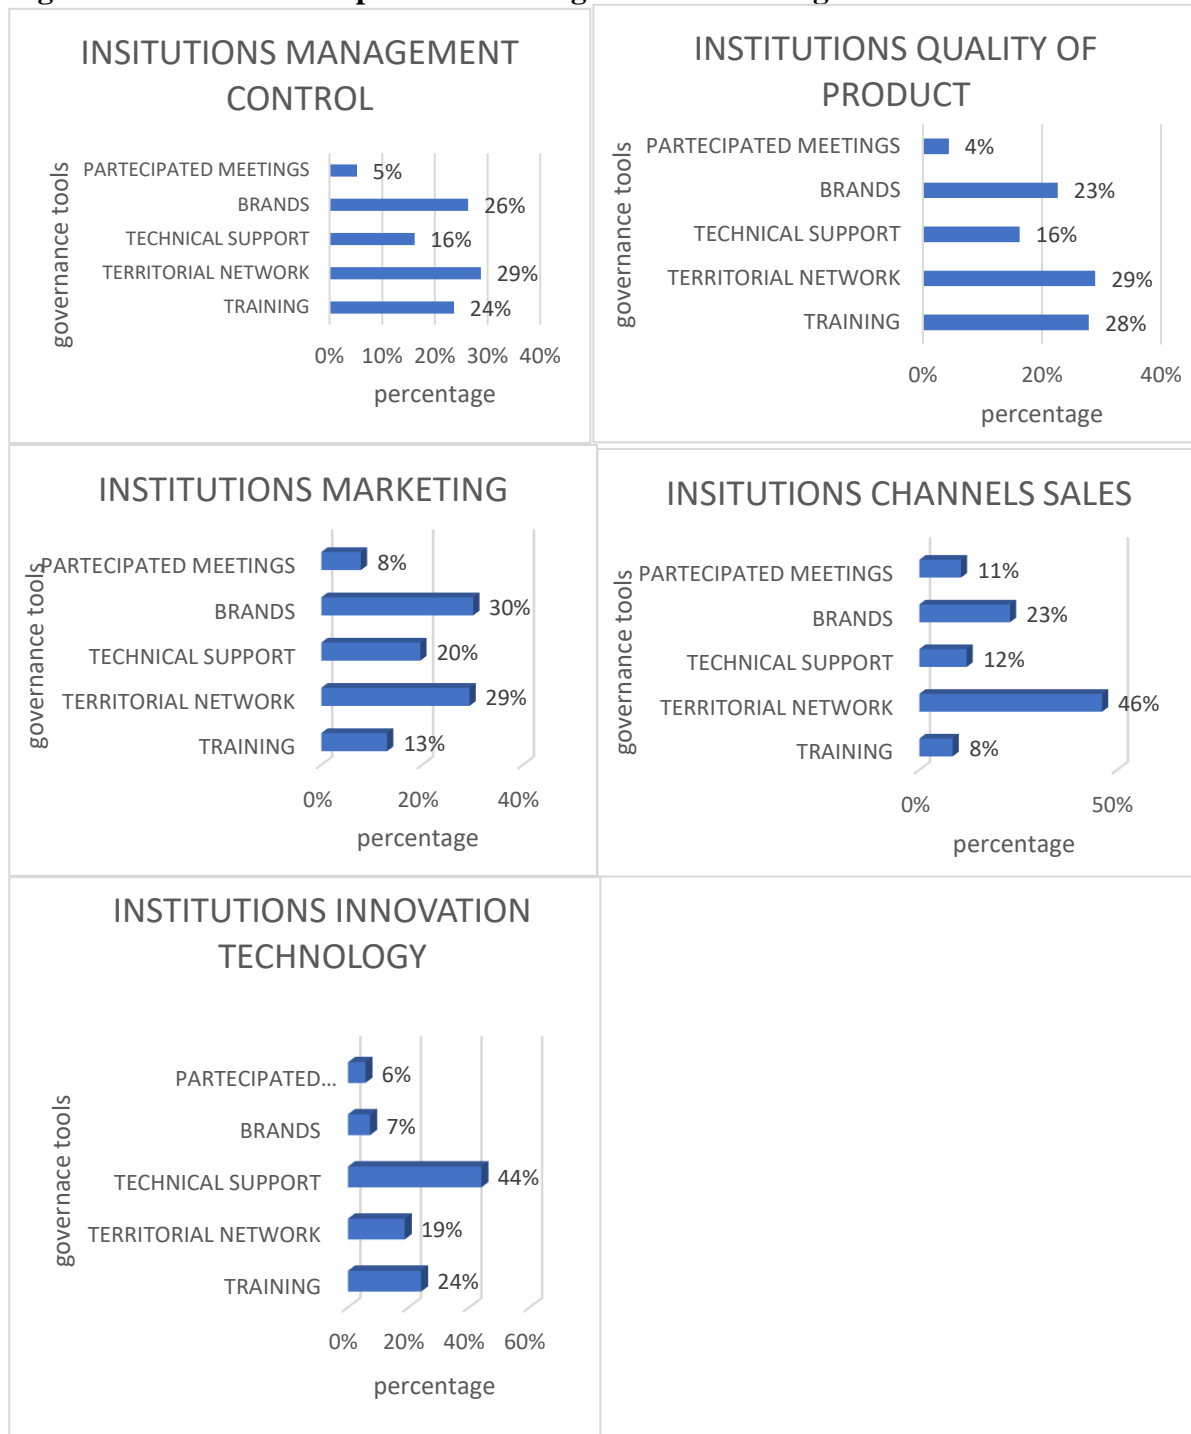 INSITUTIONS MANAGEMENT
CONTROL
governance tools
PARTECIPATED MEETINGS 5%
BRANDS 26%
TECHNICAL SUPPORT 16%
TERRITORIAL NETWORK 29%
TRAINING 24%
0% 10% 20% 30% 40%
percentage
INSTITUTIONS QUALITY OF
PRODUCT
governance tools
PARTECIPATED MEETINGS 4%
BRANDS 23%
TECHNICAL SUPPORT 16%
TERRITORIAL NETWORK 29%
TRAINING 28%
0% 20% 40%
percentage
INSTITUTIONS MARKETING
governance tools
PARTECIPATED MEETINGS 8%
BRANDS 30%
TECHNICAL SUPPORT 20%
TERRITORIAL NETWORK 29%
TRAINING 13%
0% 20% 40%
percentage
INSITUTIONS CHANNELS SALES
governance tools
PARTECIPATED MEETINGS 11%
BRANDS 23%
TECHNICAL SUPPORT 12%
TERRITORIAL NETWORK 46%
TRAINING 8%
0% 50%
percentage
INSTITUTIONS INNOVATION
TECHNOLOGY
governace tools
PARTECIPATED... 6%
BRANDS 7%
TECHNICAL SUPPORT 44%
TERRITORIAL NETWORK 19%
TRAINING 24%
0% 20% 40% 60%
percentage